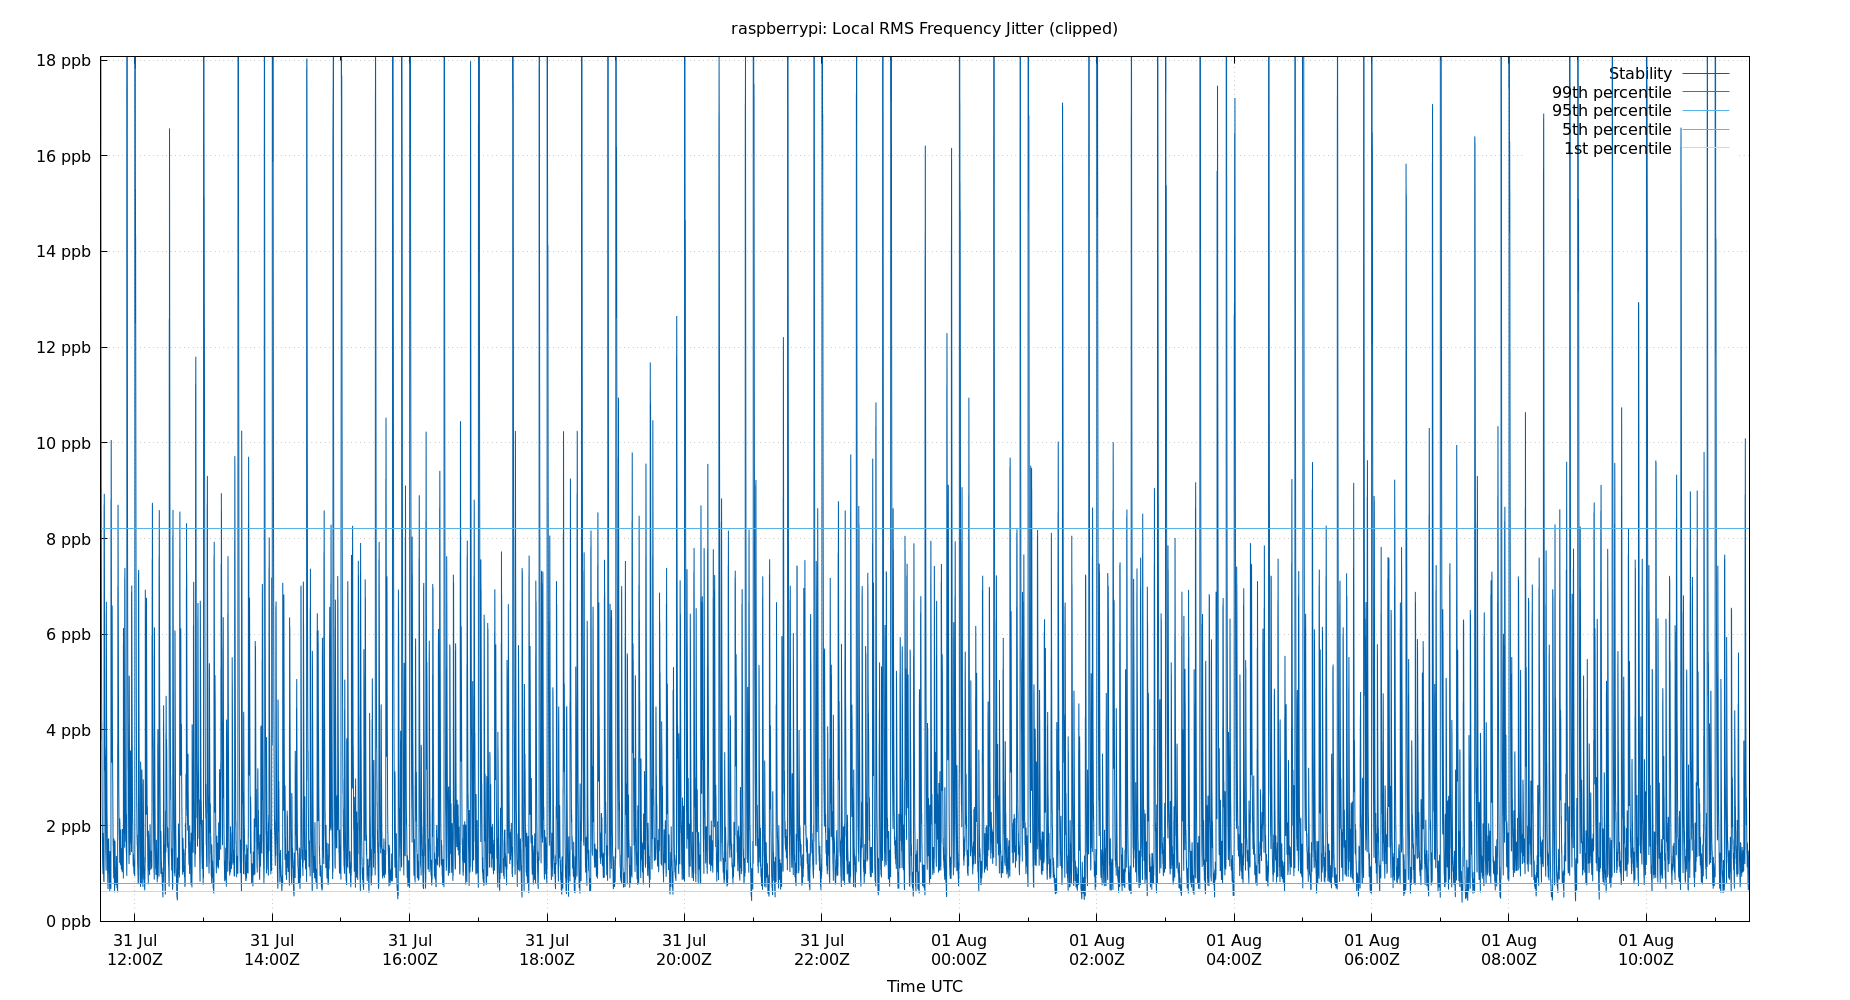 raspberrypi: Local RMS Frequency Jitter (clipped)
18 ppb
16 ppb
14 ppb
12 ppb
10 ppb
8 ppb
6 ppb
4 ppb
2 ppb
0 ppb
Stability
99th percentile
95th percentile
5th percentile
1st percentile
31 Jul 31 Jul 31 Jul 31 Jul 31 Jul 31 Jul 01 Aug 01 Aug 01 Aug 01 Aug 01 Aug 01 Aug
12:00Z 14:00Z 16:00Z 18:00Z 20:00Z 22:00Z 00:00Z 02:00Z 04:00Z 06:00Z 08:00Z 10:00Z
Time UTC